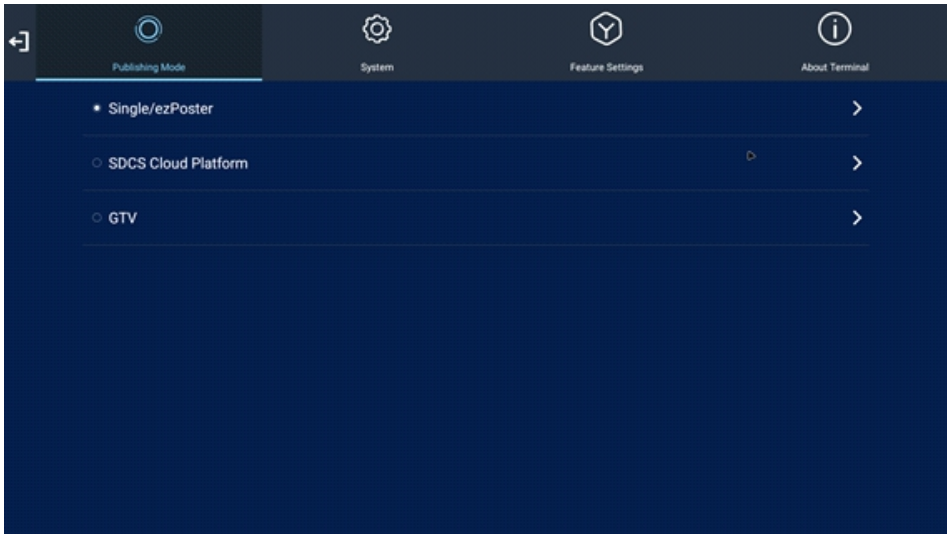 Publishing Mode
System
Feature Settings
About Terminal
Single/ezPoster
SDCS Cloud Platform
GTV